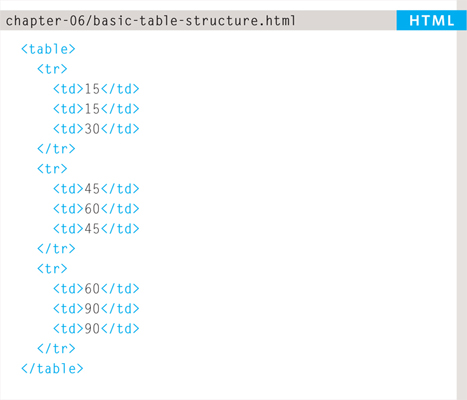 chapter-06/basic-table-structure.html HTML
<table>
<tr>
<td>15</td>
<td>15</td>
<td>30</td>
</tr>
<tr>
<td>45</td>
<td>60</td>
<td>45</td>
</tr>
<tr>
<td>60</td>
<td>90</td>
<td>90</td>
</tr>
</table>